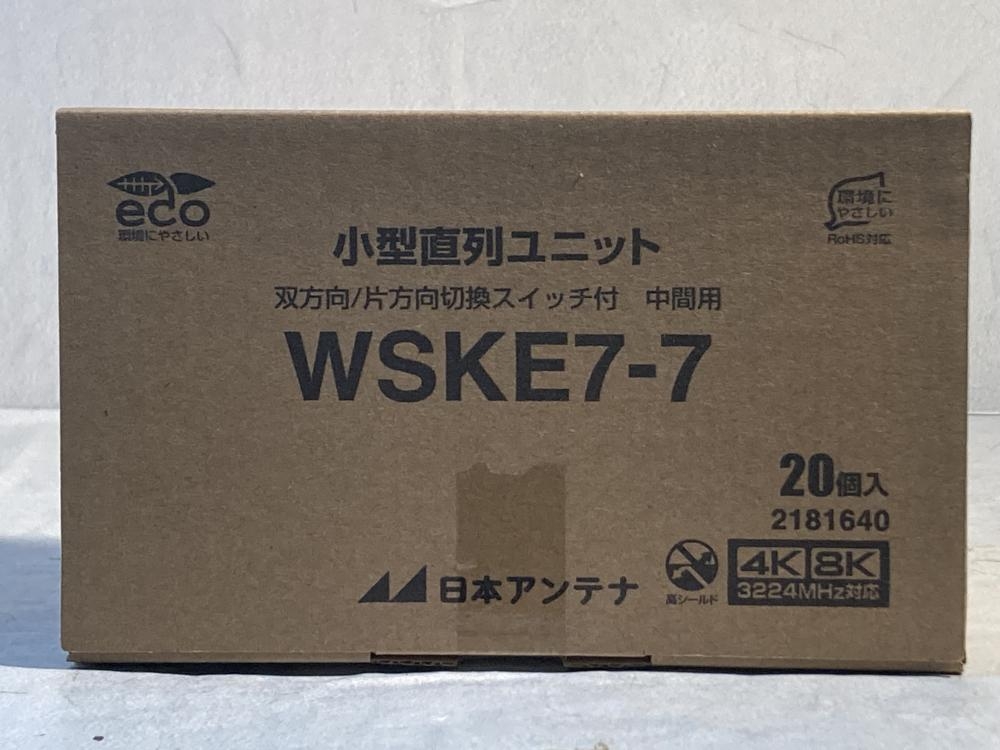 eco
環境にやさしい
環境に
やさしい
RoHS対応
小型直列ユニット
双方向/片方向切換スイッチ付 中間用
WSKE7-7
20個入
2181640
日本アンテナ
高シールド
4K 8K
3224MHz対応